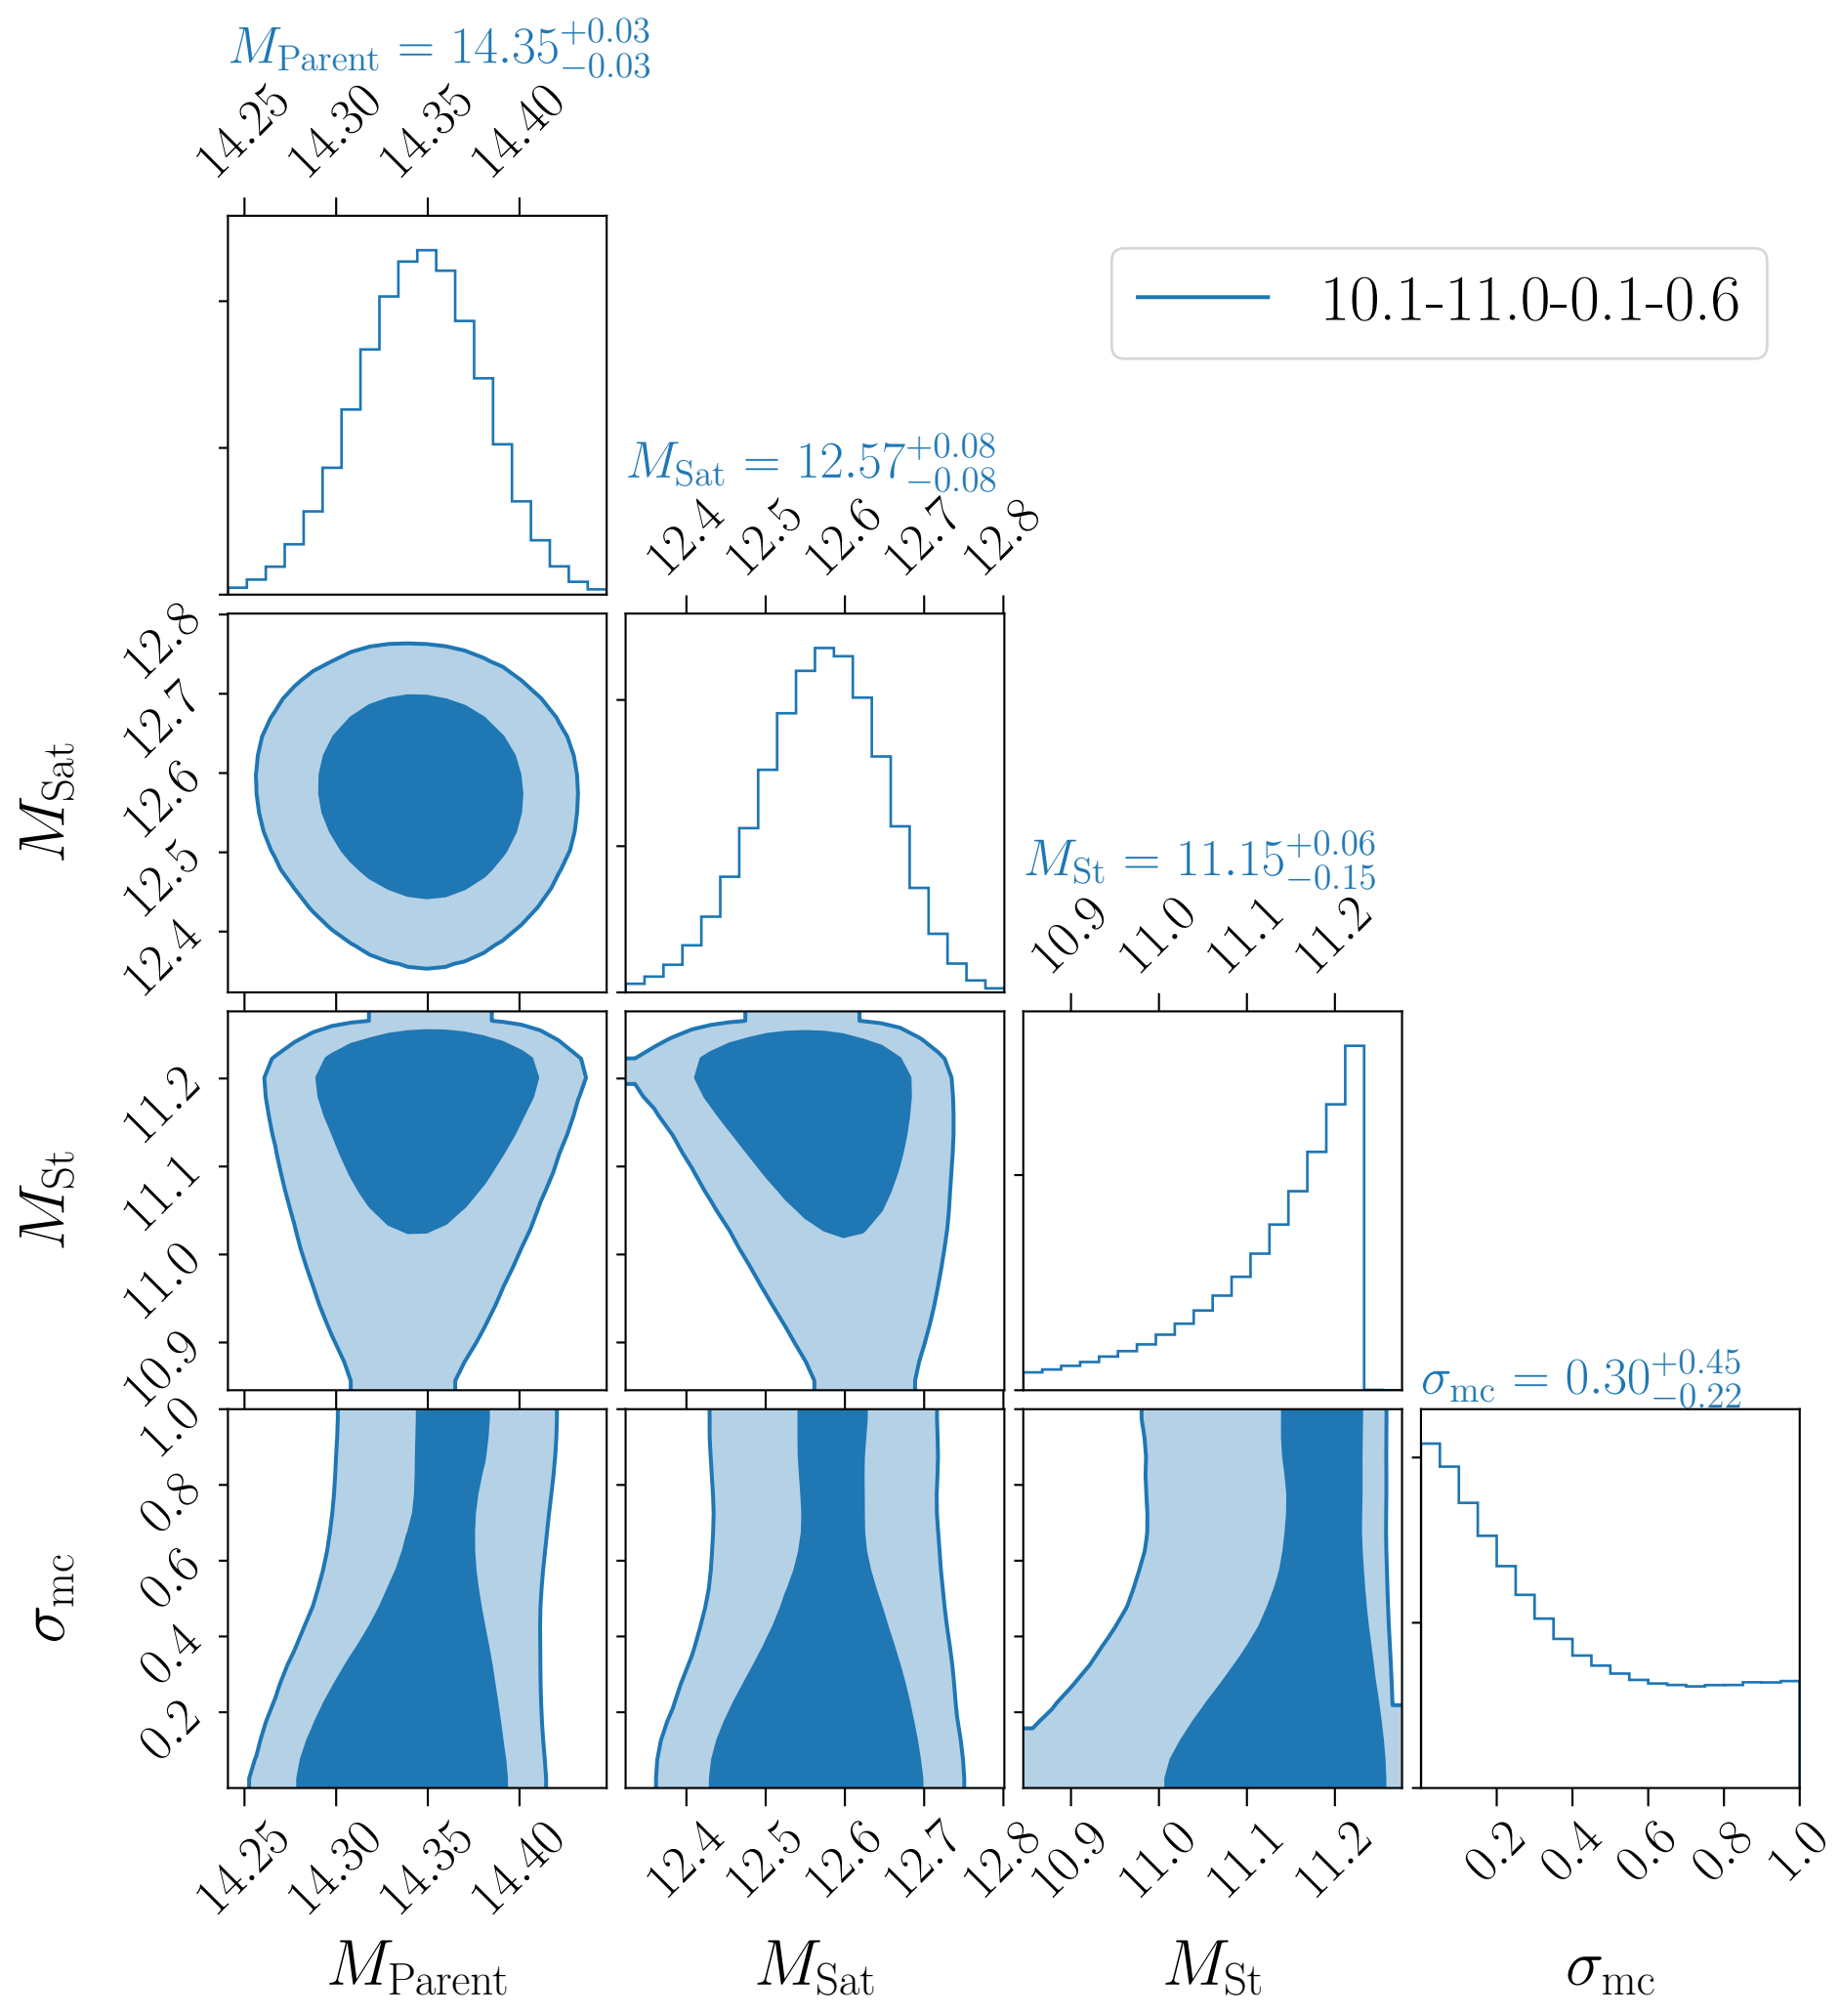 M_Parent = 14.35^{+0.03}_{-0.03}
14.25 14.30 14.35 14.40
10.1-11.0-0.1-0.6
M_Sat = 12.57^{+0.08}_{-0.08}
12.4 12.5 12.6 12.7 12.8
M_Sat
12.8
12.7
12.6
12.5
12.4
M_St = 11.15^{+0.06}_{-0.15}
10.9 11.0 11.1 11.2
M_St
11.2
11.1
11.0
10.9
σ_mc = 0.30^{+0.45}_{-0.22}
σ_mc
1.0
0.8
0.6
0.4
0.2
14.25 14.30 14.35 14.40 12.4 12.5 12.6 12.7 12.8 10.9 11.0 11.1 11.2 0.2 0.4 0.6 0.8 1.0
M_Parent M_Sat M_St σ_mc